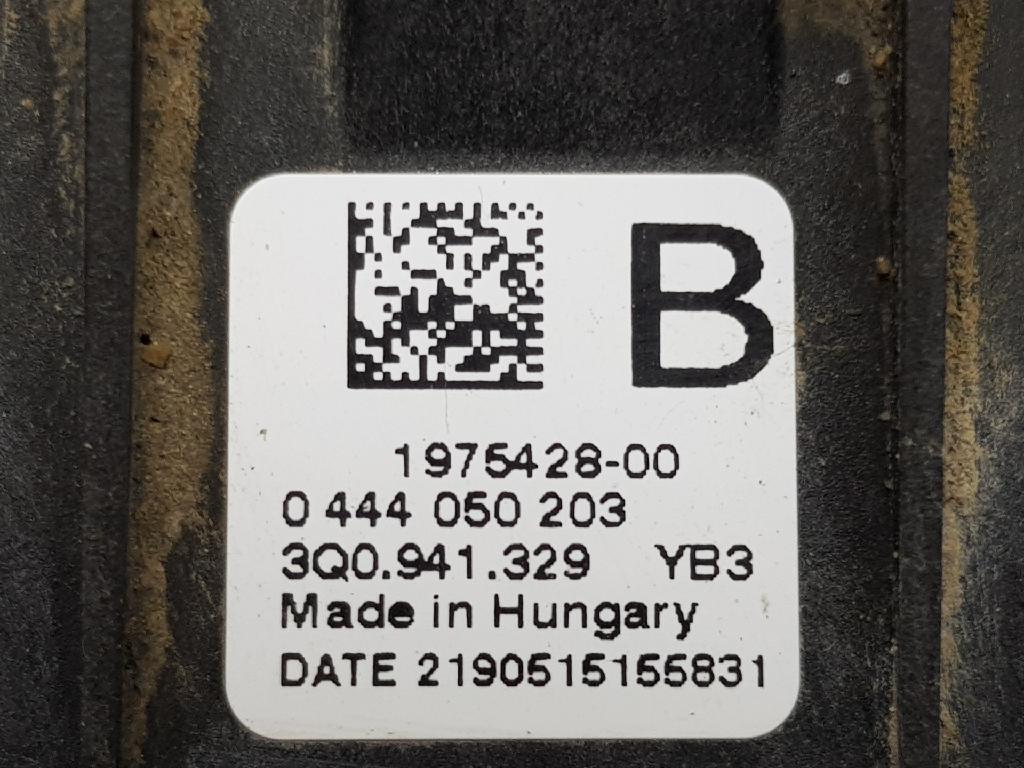 B
1975428-00
0 444 050 203
3Q0.941.329 YB3
Made in Hungary
DATE 2190515155831